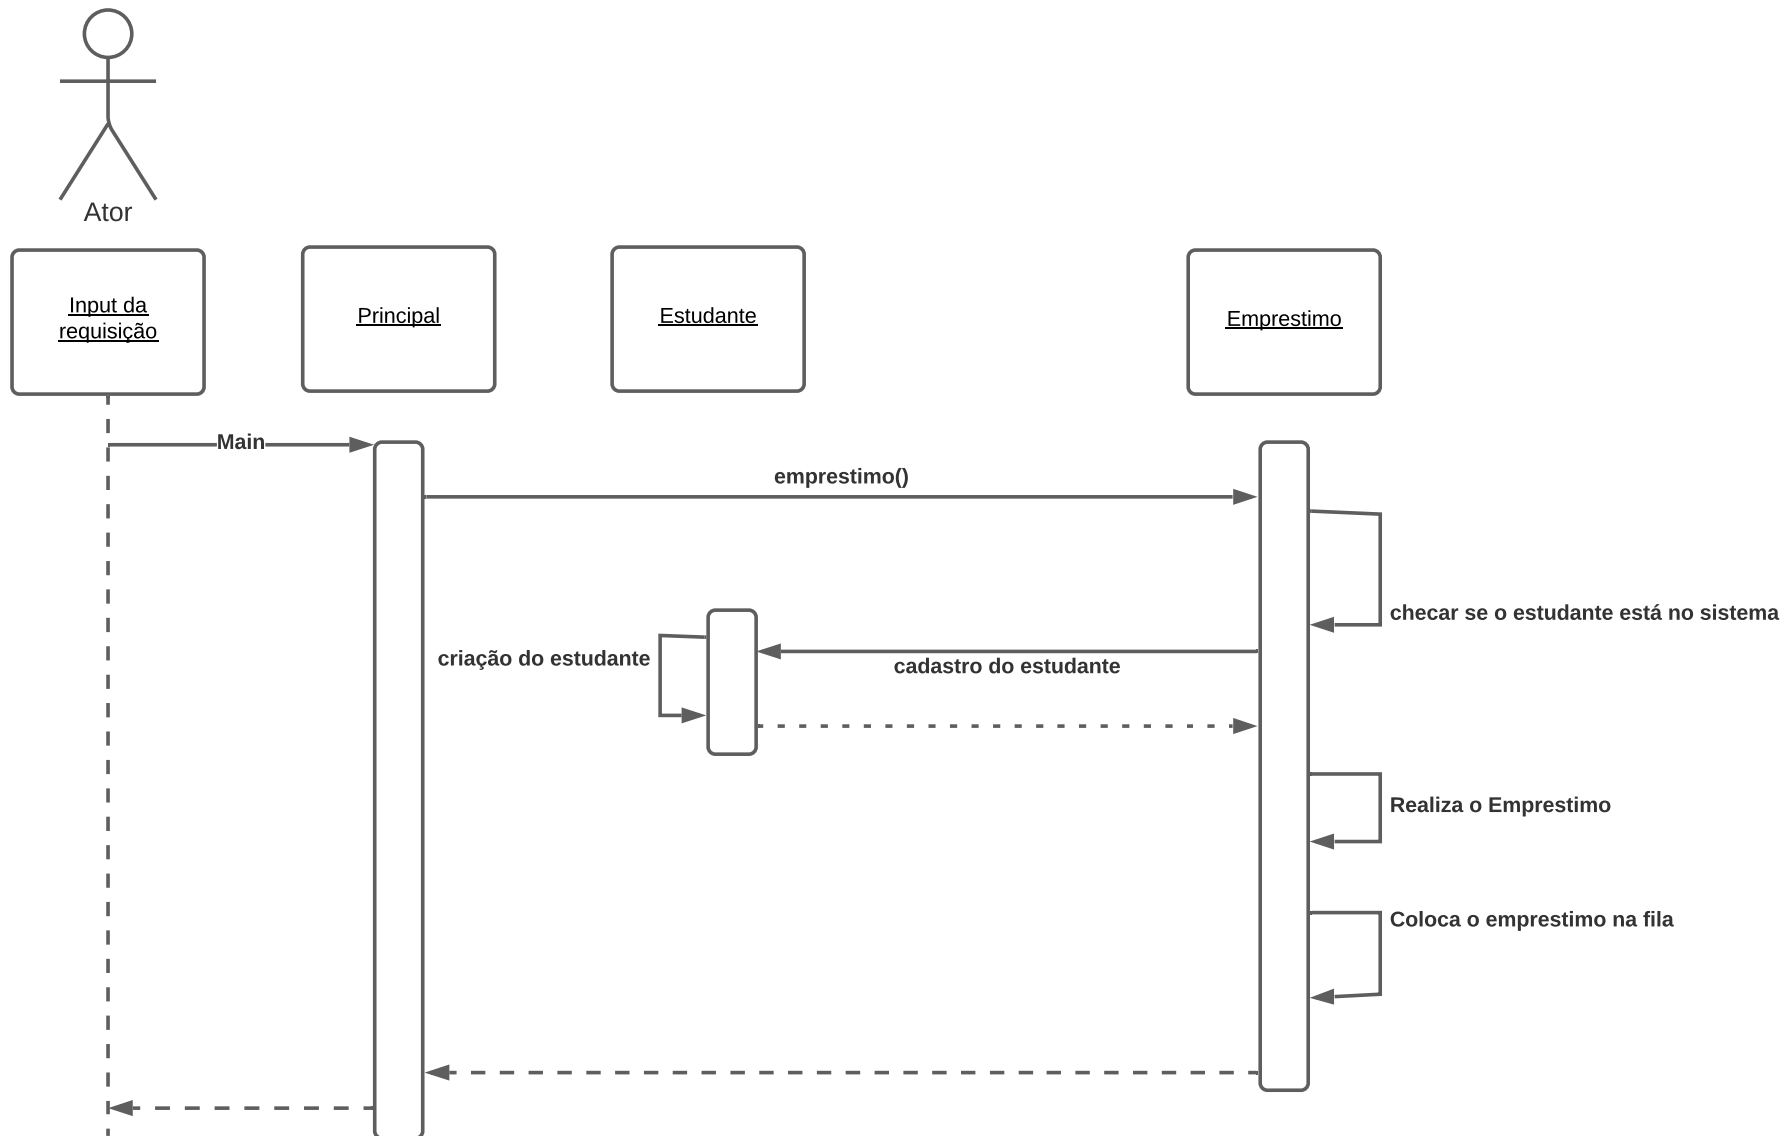 Ator
Input da
requisição
Principal
Estudante
Emprestimo
Main
emprestimo()
checar se o estudante está no sistema
criação do estudante
cadastro do estudante
Realiza o Emprestimo
Coloca o emprestimo na fila